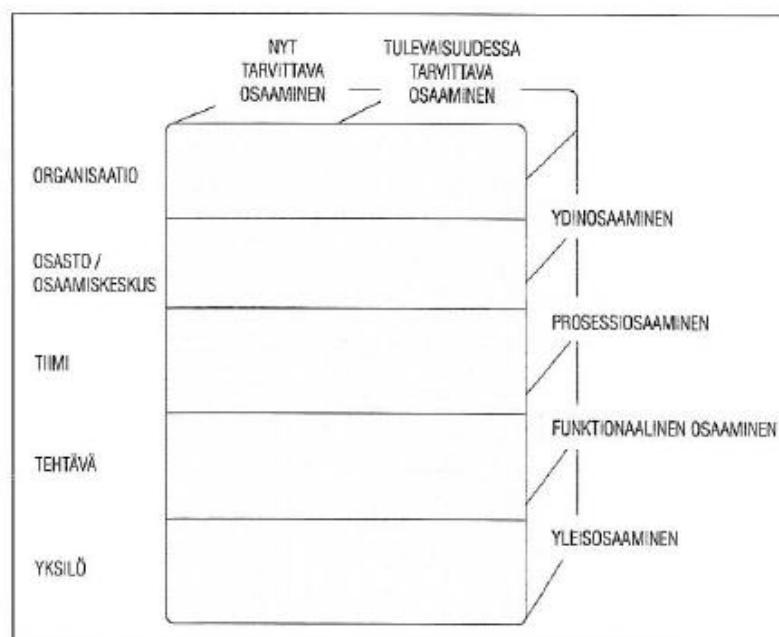 NYT
TARVITTAVA
OSAAMINEN
TULEVAISUUDESSA
TARVITTAVA
OSAAMINEN
ORGANISAATIO
YDINOSAAMINEN
OSASTO /
OSAAMISKESKUS
PROSESSIOSAAMINEN
TIIMI
FUNKTIONAALINEN OSAAMINEN
TEHTÄVÄ
YLEISOSAAMINEN
YKSILÖ